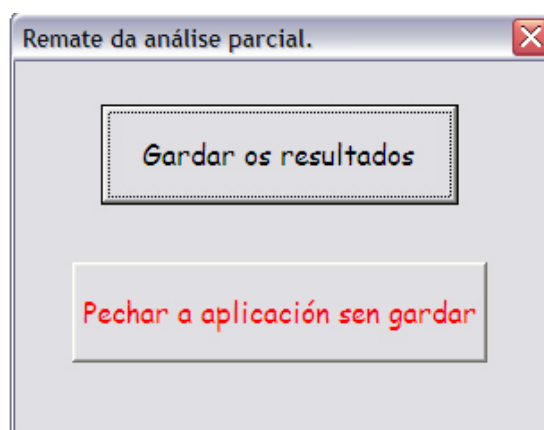 Remate da análise parcial.
Gardar os resultados
Pechar a aplicación sen gardar